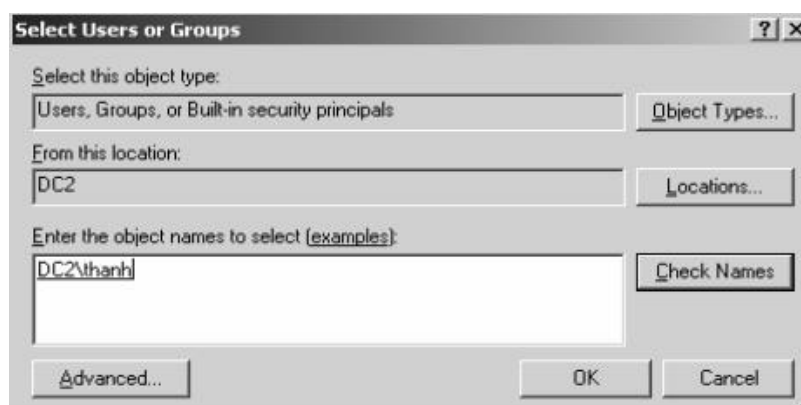 Select Users or Groups
Select this object type:
Users, Groups, or Built-in security principals
Object Types...
From this location:
DC2
Locations...
Enter the object names to select (examples):
DC2\thanh
Check Names
Advanced...
OK
Cancel